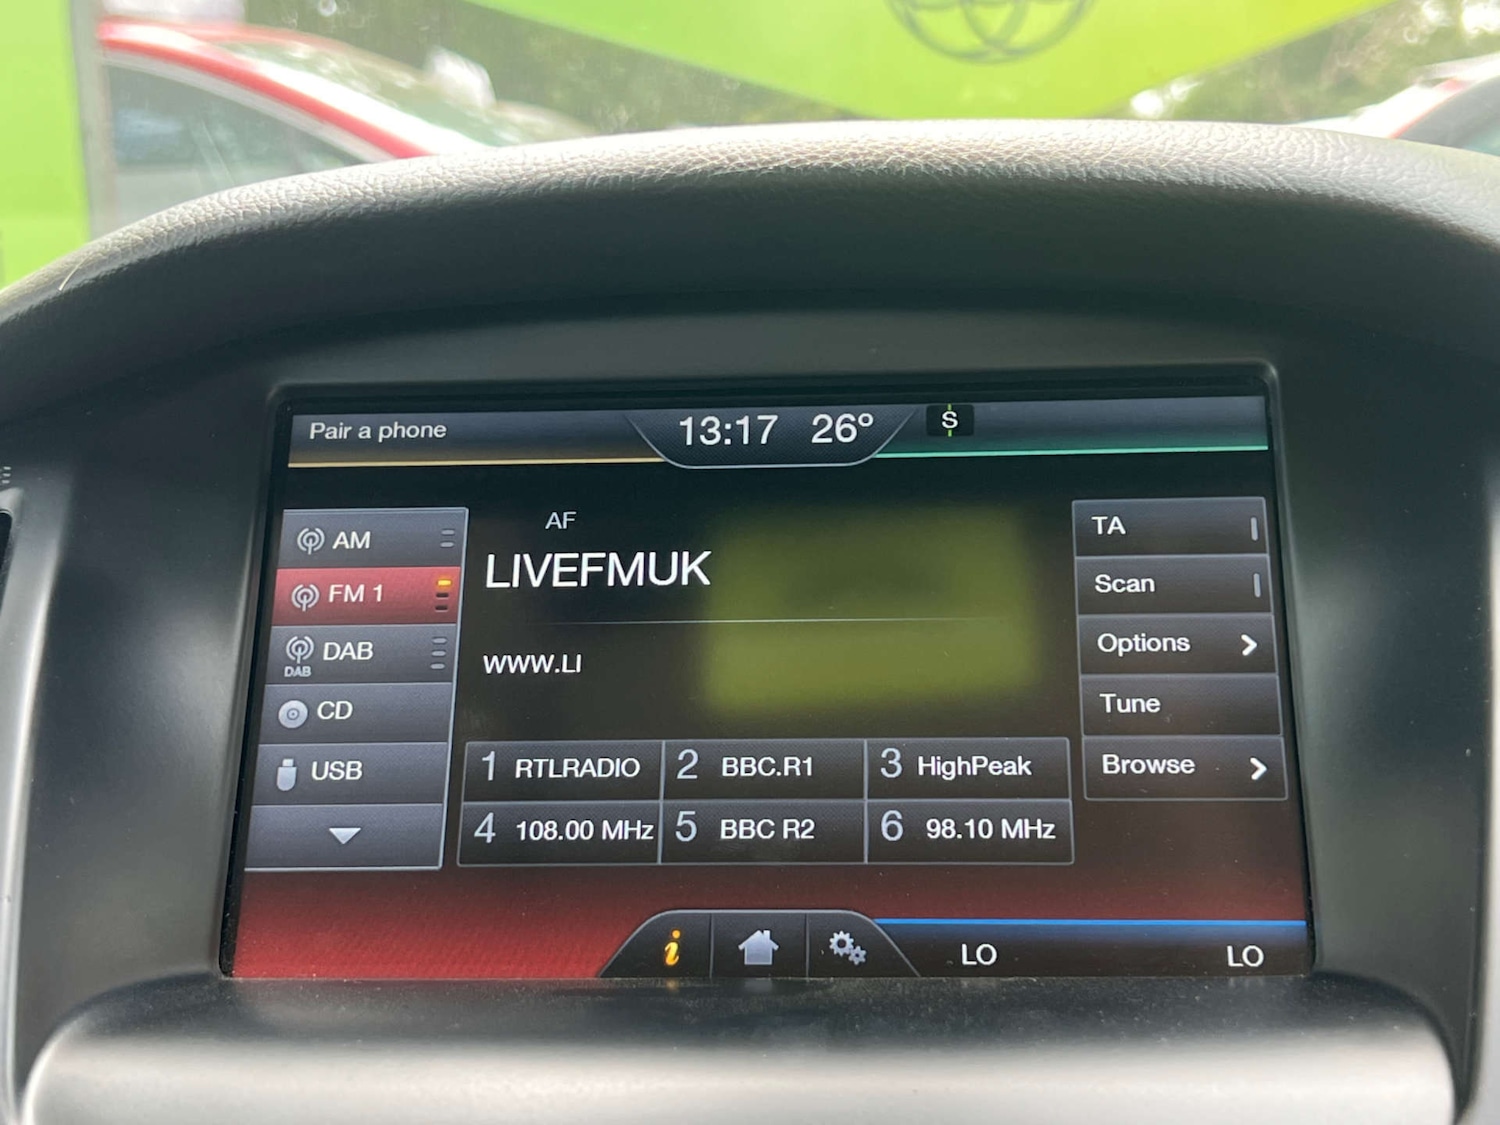 Pair a phone 13:17 26º S
AF
LIVEFMUK
WWW.LI
AM
FM 1
DAB
DAB
CD
USB
TA
Scan
Options
Tune
Browse
1 RTLRADIO 2 BBC.R1 3 HighPeak
4 108.00 MHz 5 BBC R2 6 98.10 MHz
i LO LO